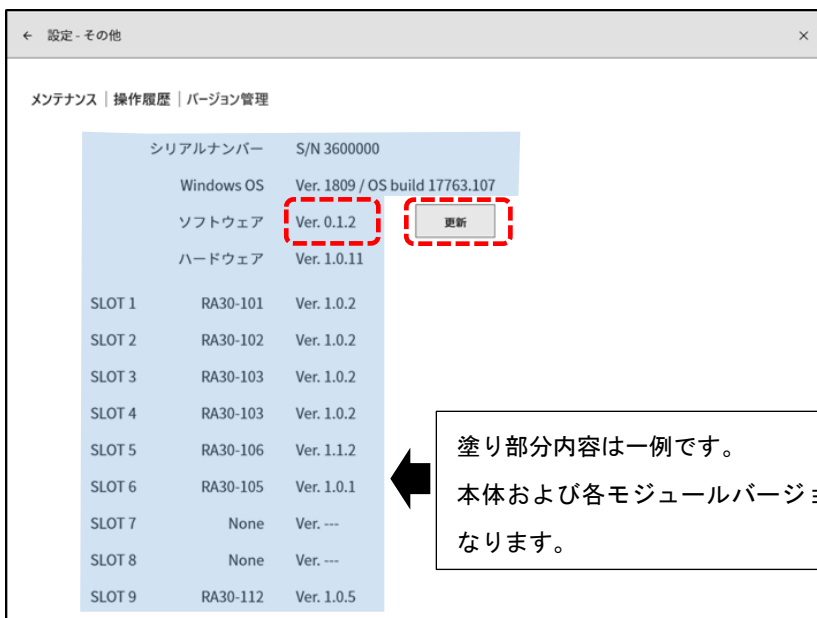 ← 設定 - その他 ×
メンテナンス | 操作履歴 | バージョン管理
シリアルナンバー S/N 3600000
Windows OS Ver. 1809 / OS build 17763.107
ソフトウェア Ver. 0.1.2 更新
ハードウェア Ver. 1.0.11
SLOT 1 RA30-101 Ver. 1.0.2
SLOT 2 RA30-102 Ver. 1.0.2
SLOT 3 RA30-103 Ver. 1.0.2
SLOT 4 RA30-103 Ver. 1.0.2
SLOT 5 RA30-106 Ver. 1.1.2
SLOT 6 RA30-105 Ver. 1.0.1
SLOT 7 None Ver. ---
SLOT 8 None Ver. ---
SLOT 9 RA30-112 Ver. 1.0.5
塗り部分内容は一例です。
本体および各モジュールバージョ
なります。